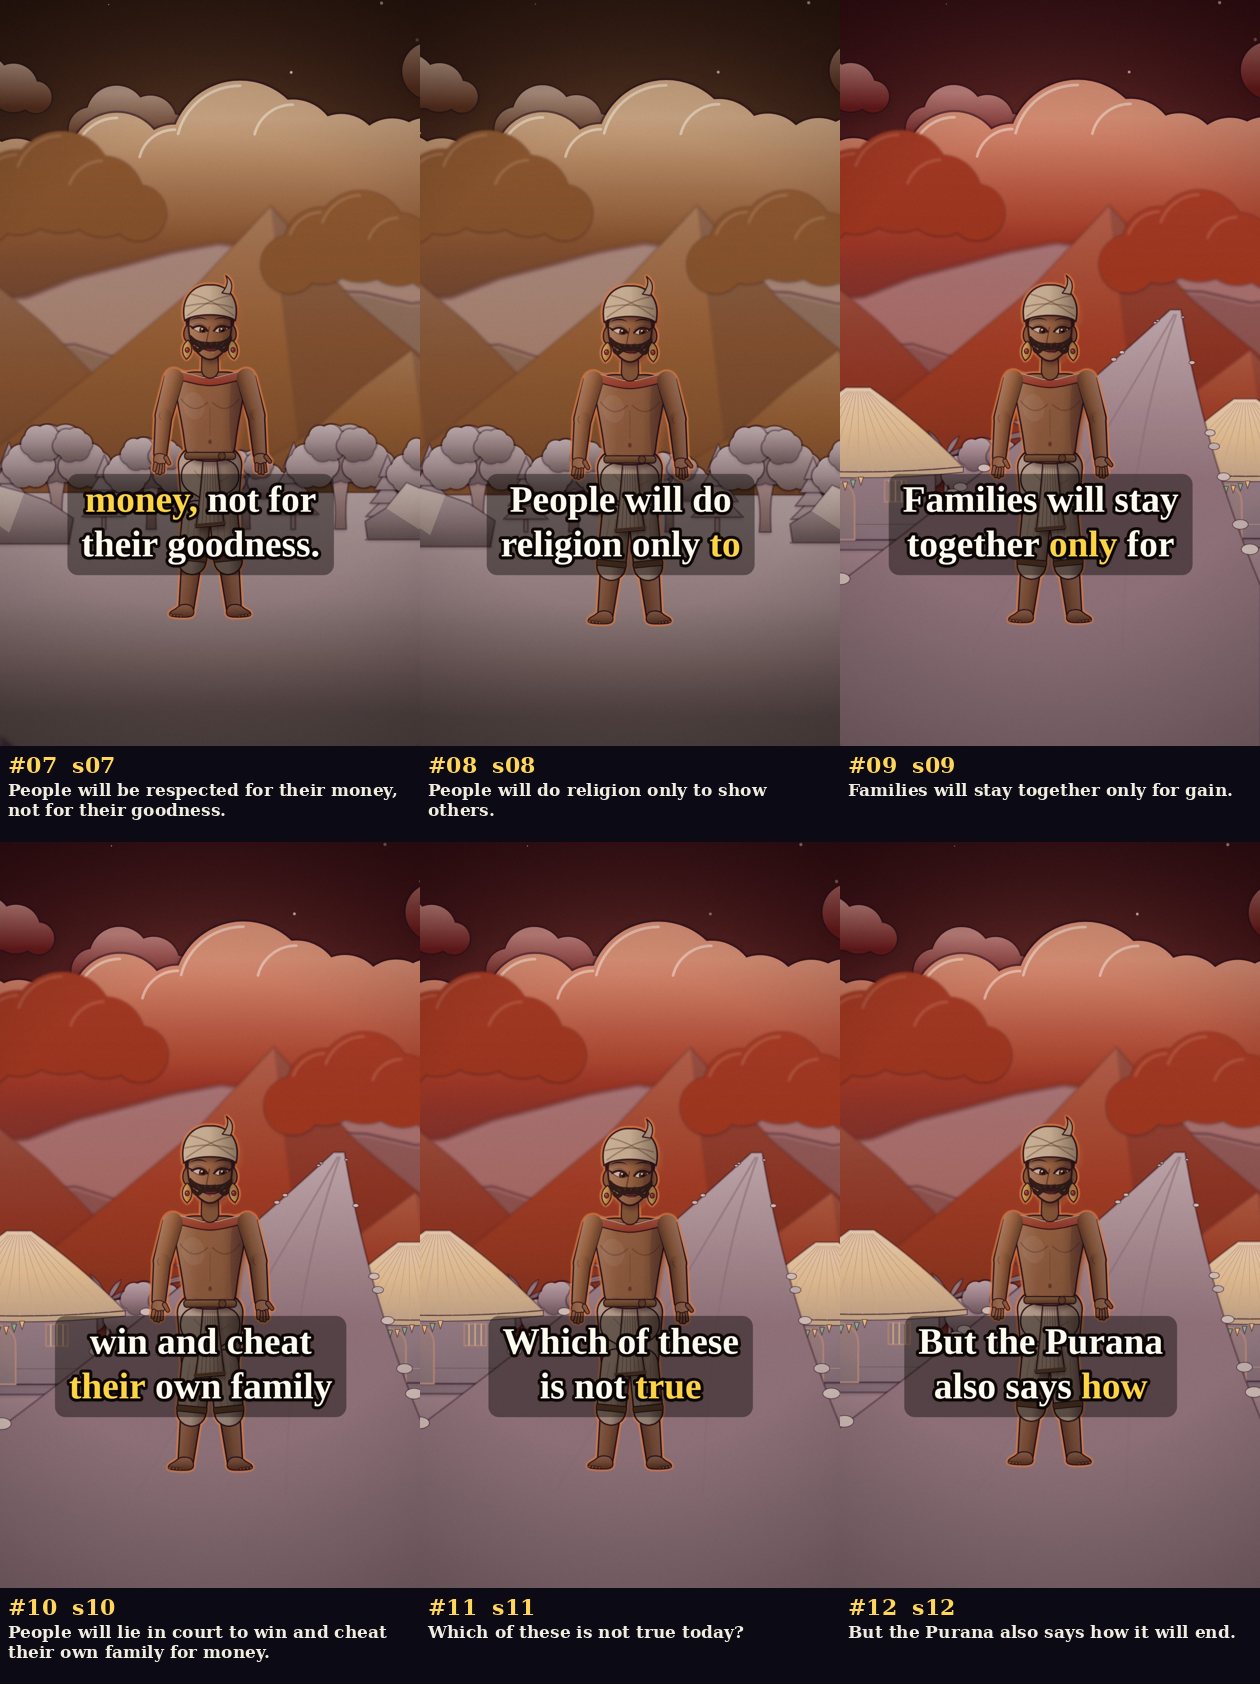 money, not for
their goodness.
#07 s07
People will be respected for their money,
not for their goodness.
People will do
religion only to
#08 s08
People will do religion only to show
others.
Families will stay
together only for
#09 s09
Families will stay together only for gain.
win and cheat
their own family
#10 s10
People will lie in court to win and cheat
their own family for money.
Which of these
is not true
#11 s11
Which of these is not true today?
But the Purana
also says how
#12 s12
But the Purana also says how it will end.